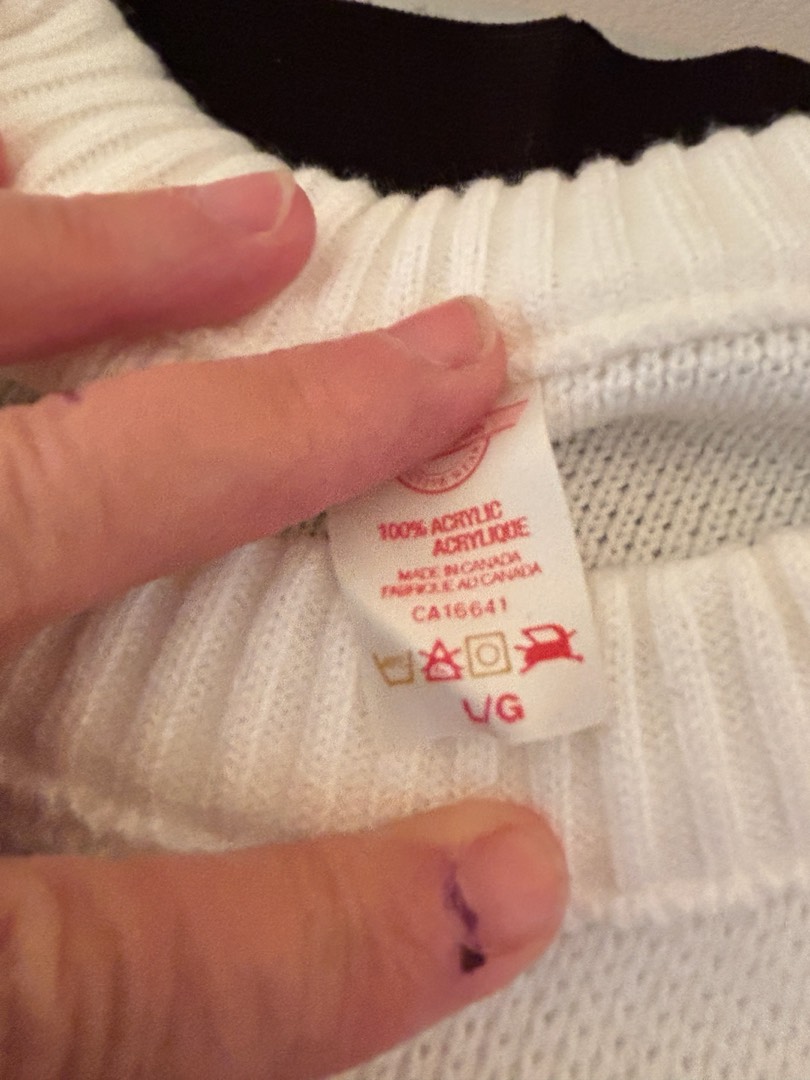 100% ACRYLIC
ACRYLIQUE
MADE IN CANADA
FABRIQUÉ AU CANADA
CA16641
L/G